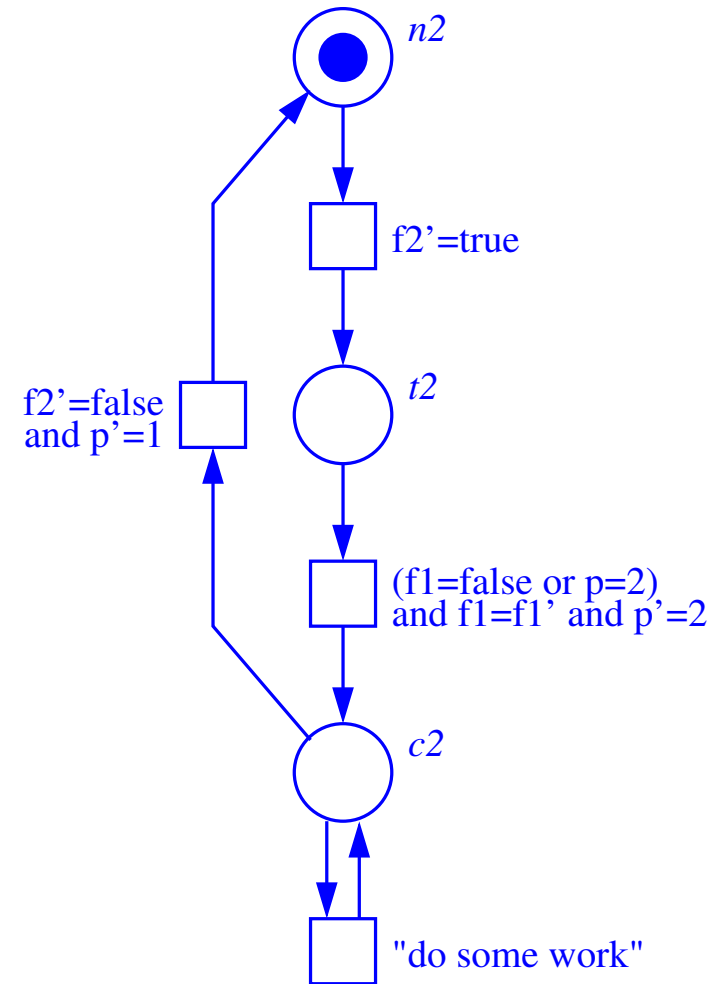 n2
f2’=true
t2
f2’=false
and p’=1
(f1=false or p=2)
and f1=f1’ and p’=2
c2
"do some work"